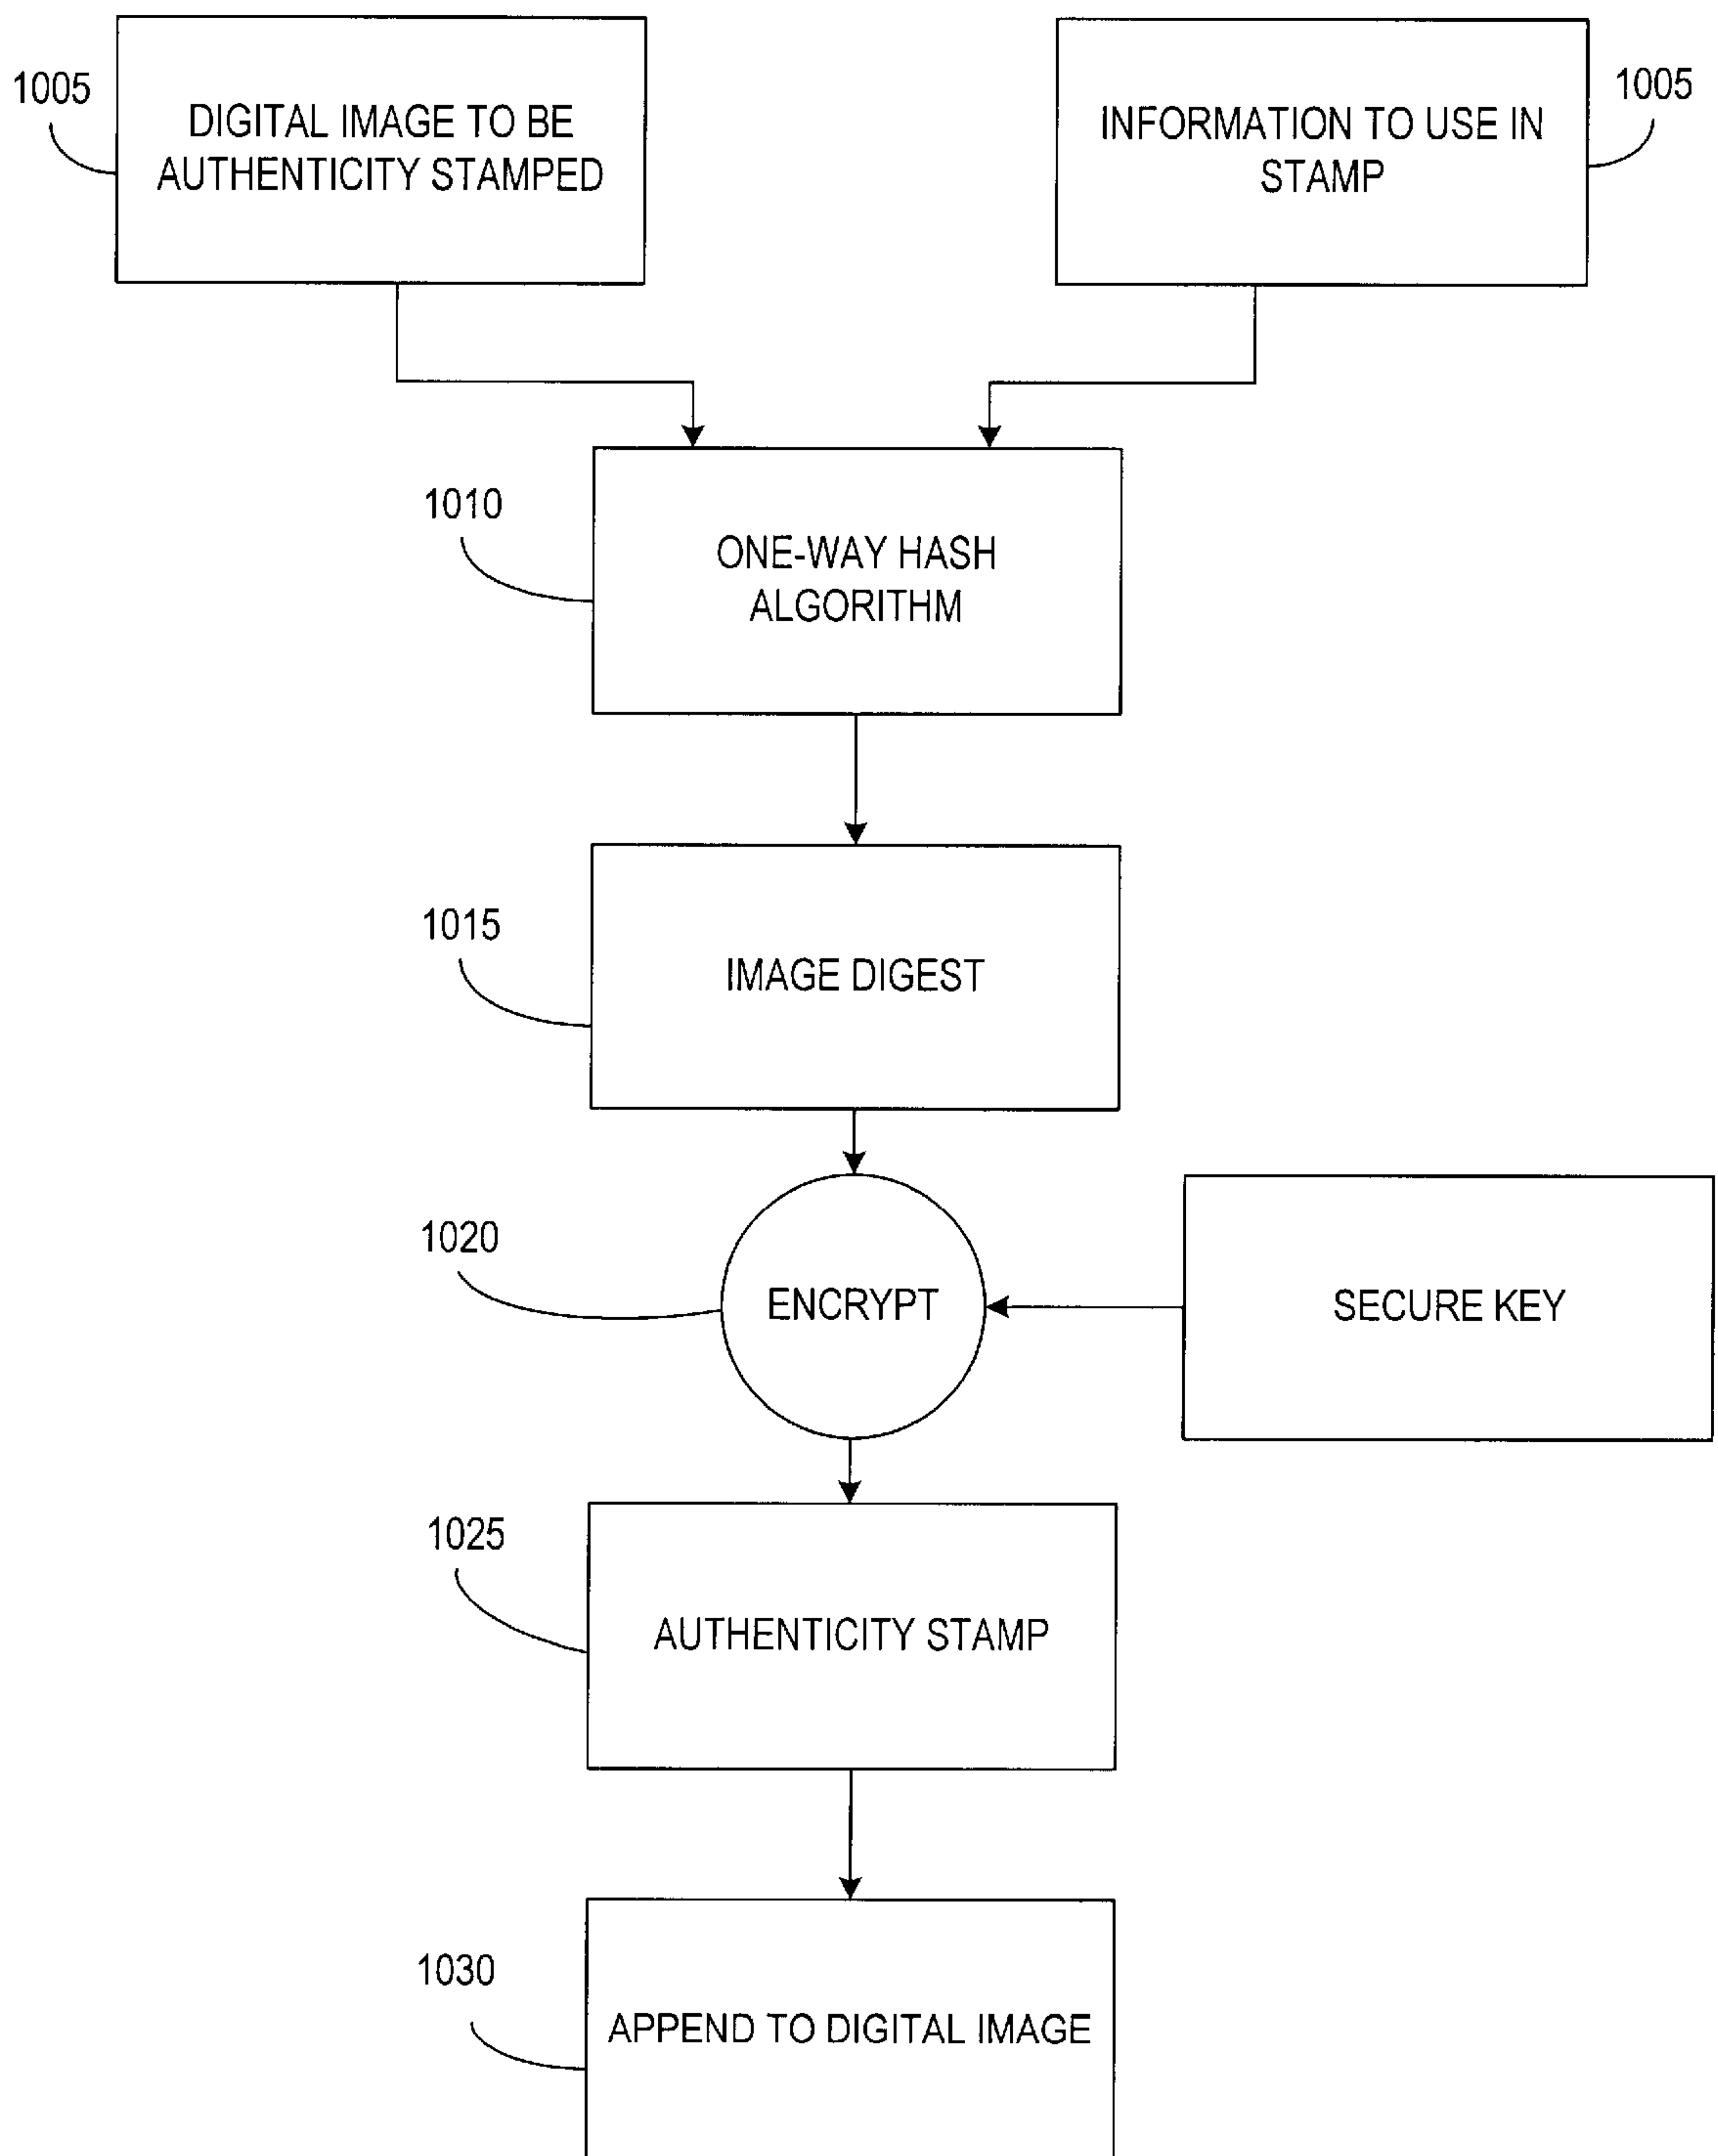 1005
DIGITAL IMAGE TO BE
AUTHENTICITY STAMPED
INFORMATION TO USE IN
STAMP
1005
1010
ONE-WAY HASH
ALGORITHM
1015
IMAGE DIGEST
1020
ENCRYPT
SECURE KEY
1025
AUTHENTICITY STAMP
1030
APPEND TO DIGITAL IMAGE